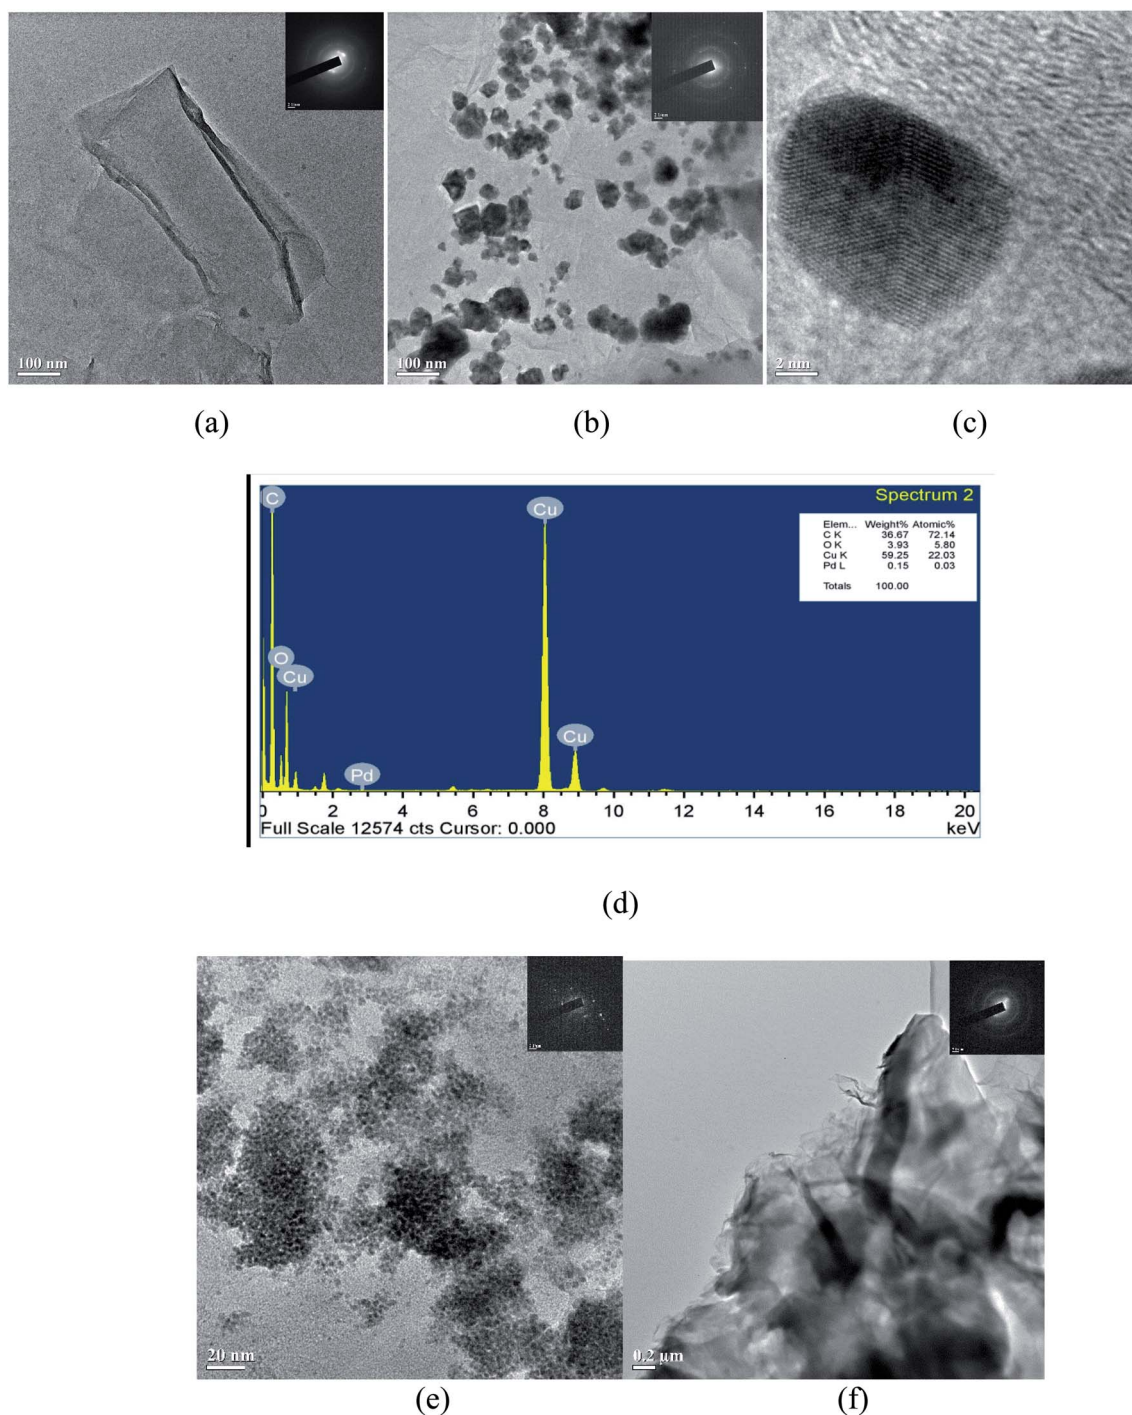 100 nm
100 nm
2 nm
(a)
(b)
(c)
Spectrum 2
C
Cu
O
Cu
Cu
Pd
Elem... Weight% Atomic%
C K 36.67 72.14
O K 3.93 5.80
Cu K 59.25 22.03
Pd L 0.15 0.03
Totals 100.00
0 2 4 6 8 10 12 14 16 18 20
Full Scale 12574 cts Cursor: 0.000 keV
(d)
20 nm
0.2 µm
(e)
(f)